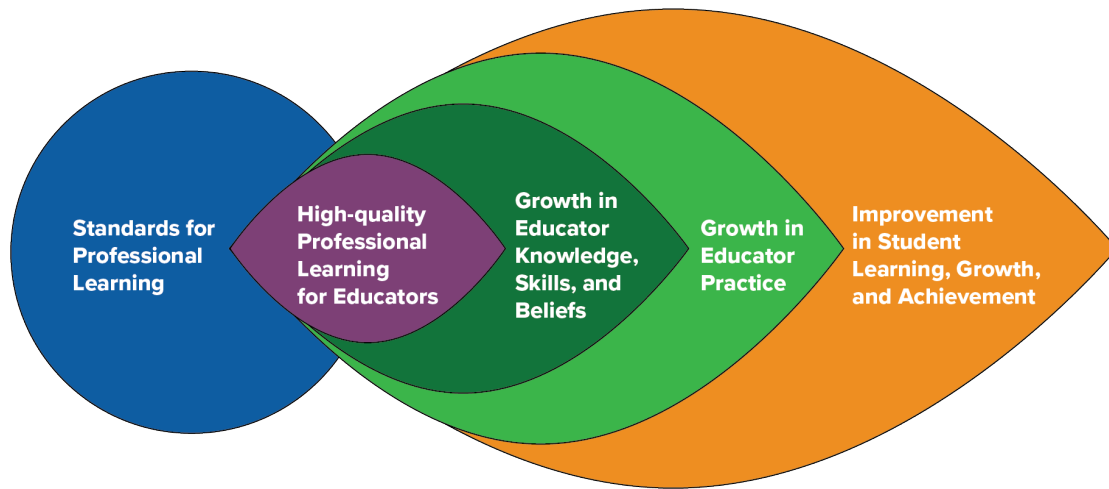 Standards for
Professional
Learning
High-quality
Professional
Learning
for Educators
Growth in
Educator
Knowledge,
Skills, and
Beliefs
Growth in
Educator
Practice
Improvement
in Student
Learning, Growth,
and Achievement